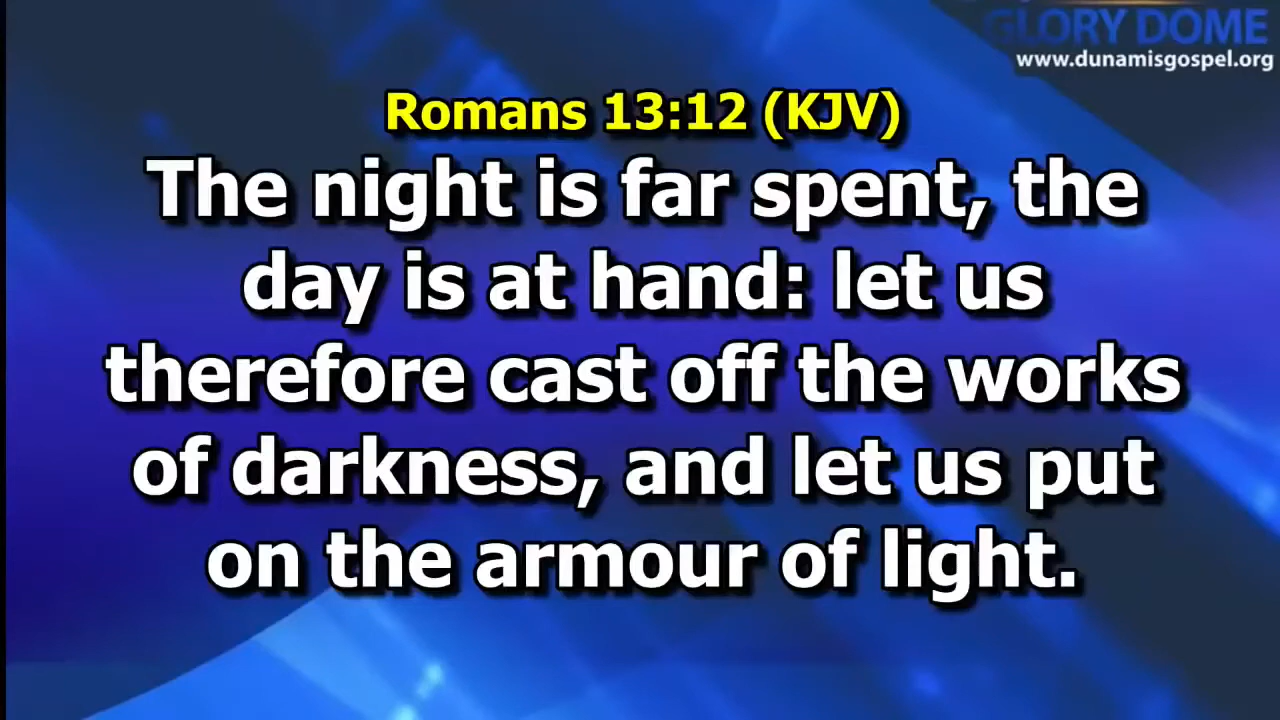 GLORY DOME
www.dunamisgospel.org
Romans 13:12 (KJV)
The night is far spent, the
day is at hand: let us
therefore cast off the works
of darkness, and let us put
on the armour of light.